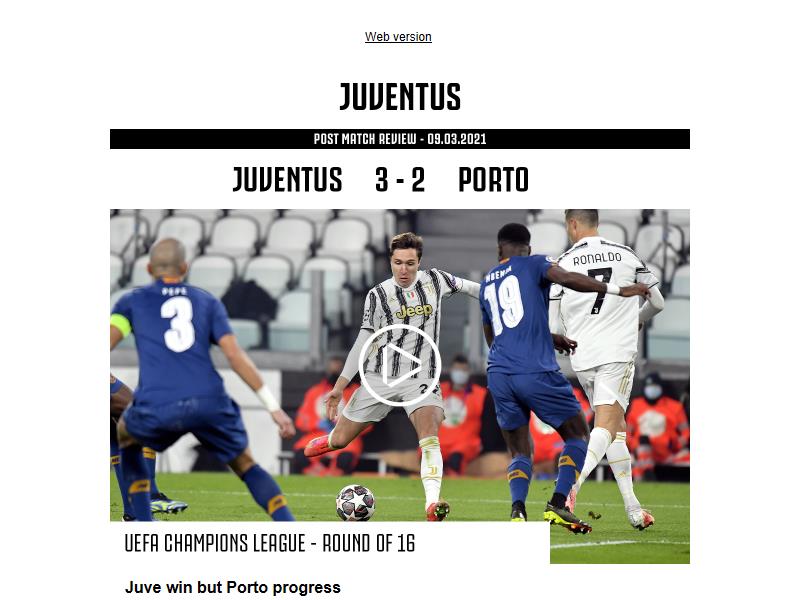 Web version
JUVENTUS
POST MATCH REVIEW - 09.03.2021
JUVENTUS 3 - 2 PORTO
RONALDO
7
PEPE
3
19
Jeep
22
UEFA CHAMPIONS LEAGUE - ROUND OF 16
Juve win but Porto progress